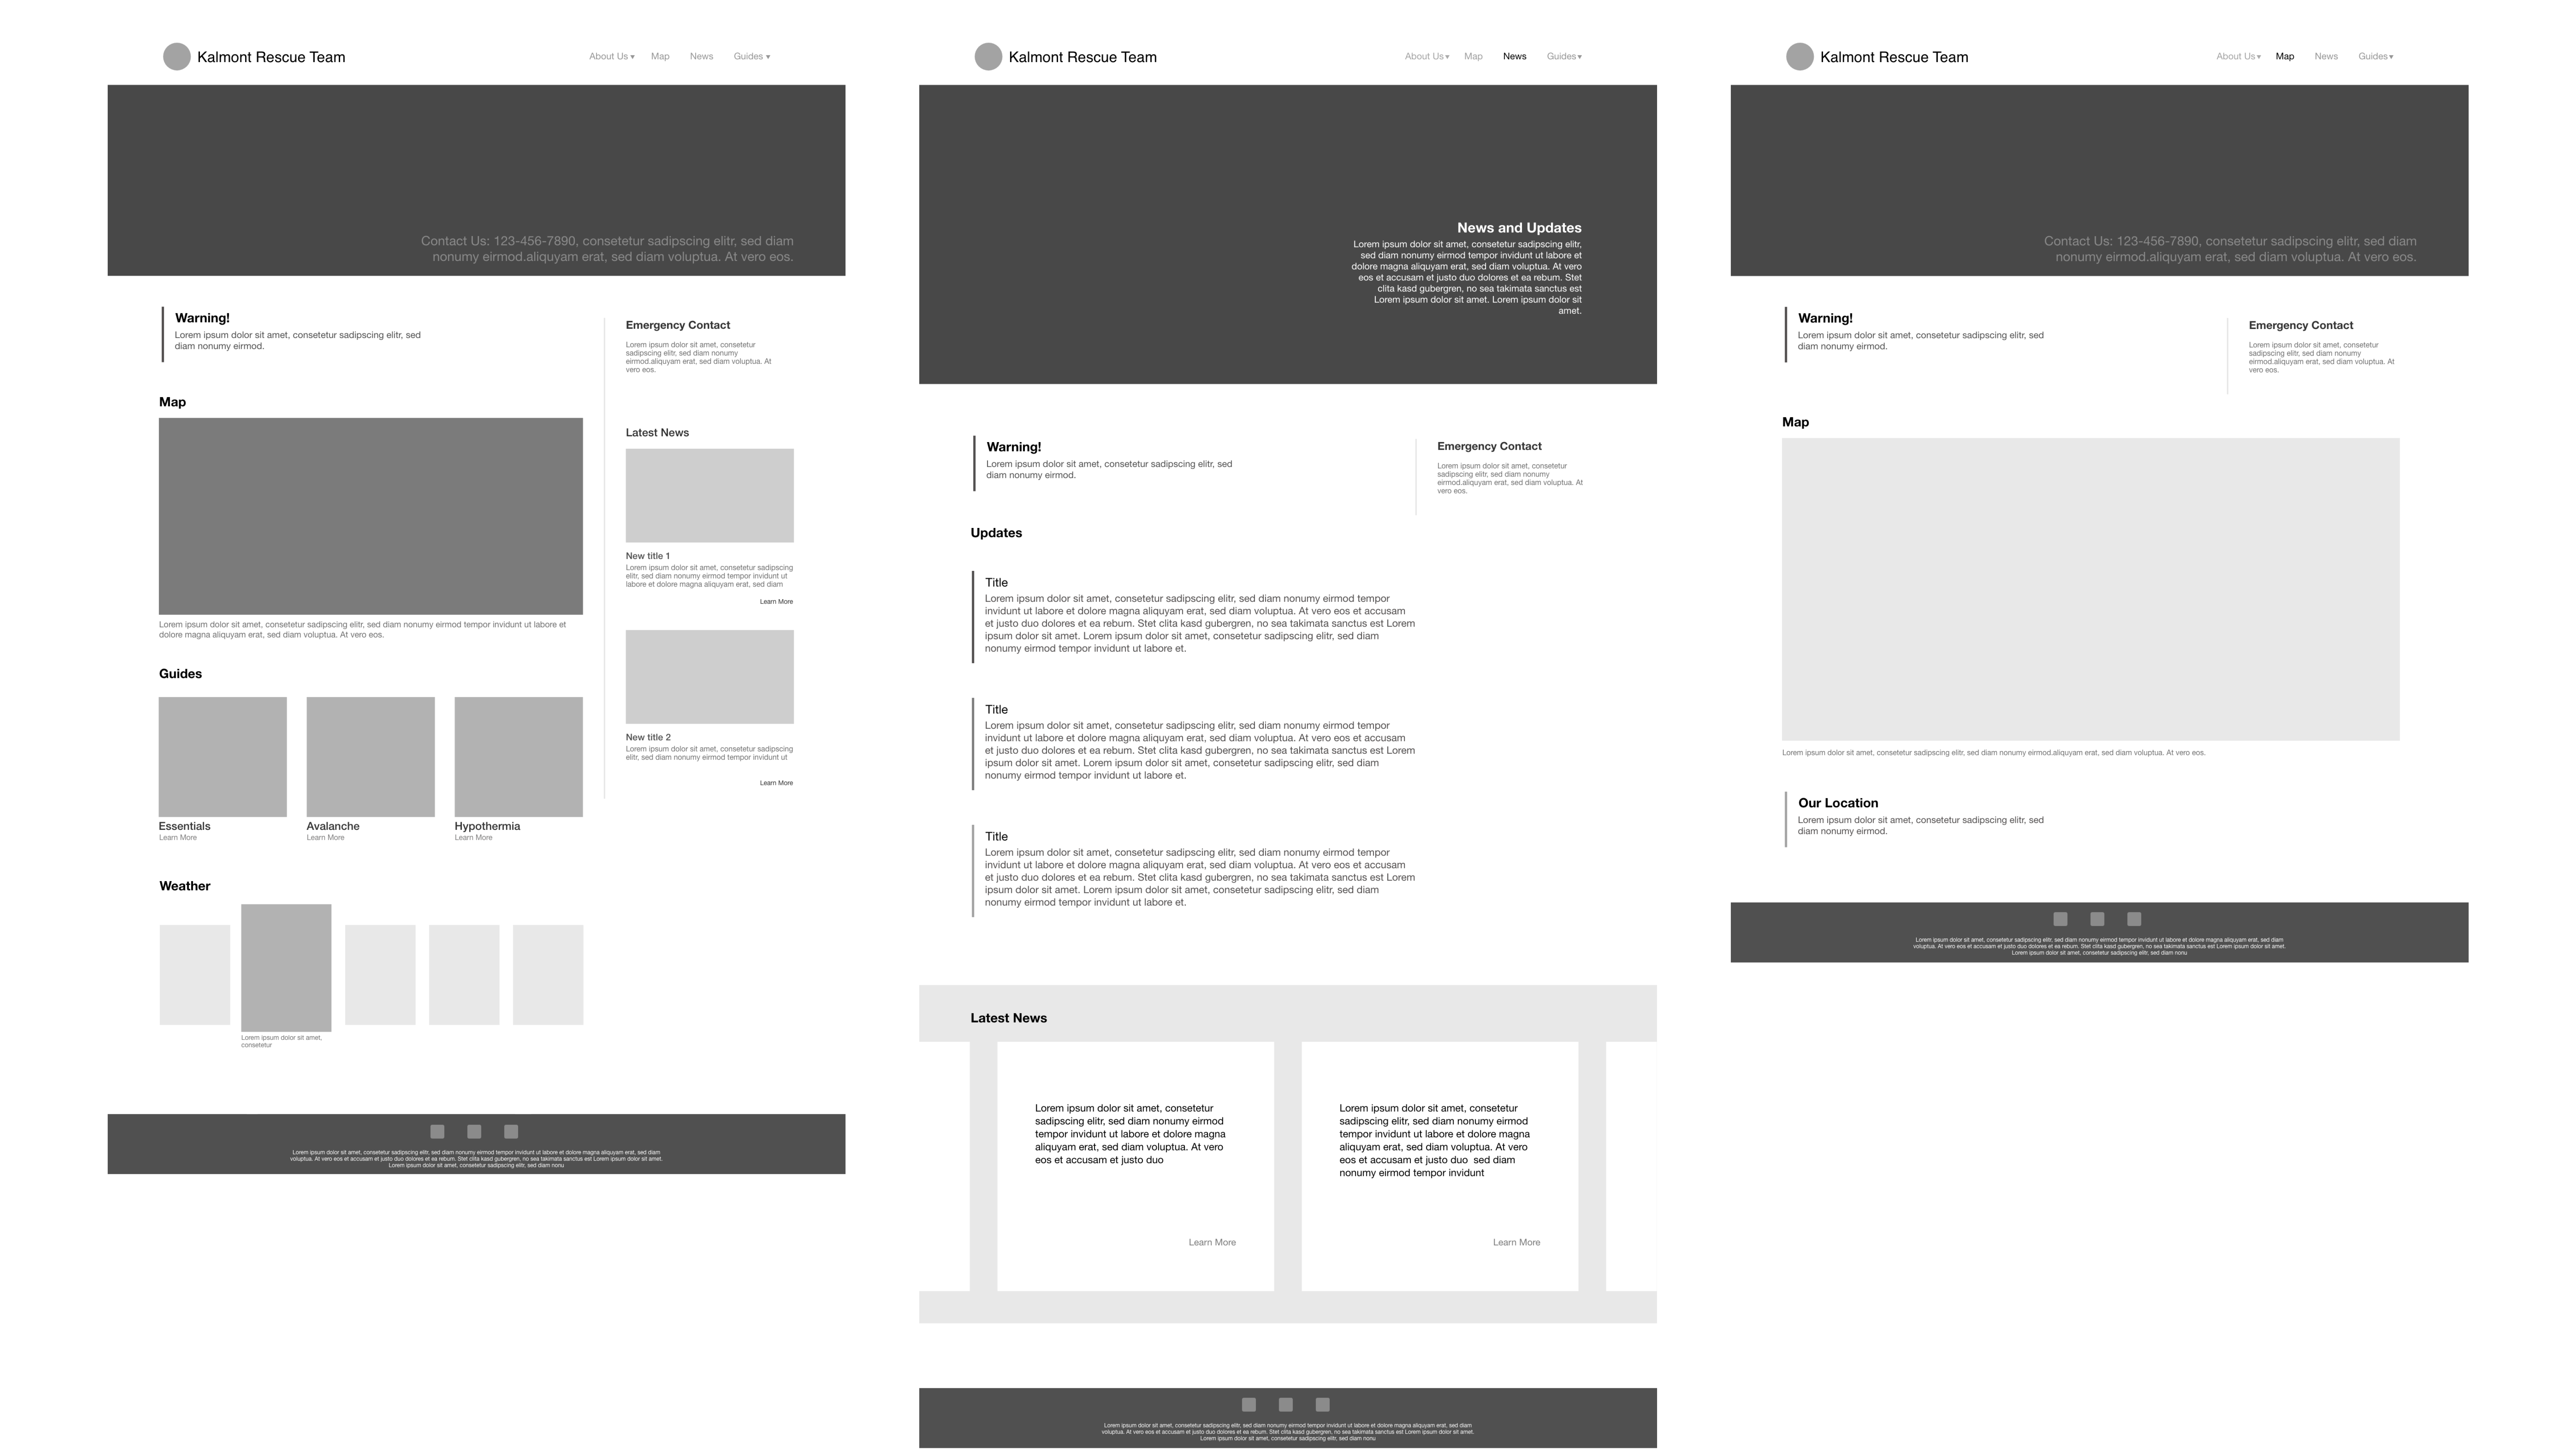 Kalmont Rescue Team
About Us ▾ Map News Guides ▾
Contact Us: 123-456-7890, consetetur sadipscing elitr, sed diam
nonumy eirmod.aliquyam erat, sed diam voluptua. At vero eos.
Warning!
Lorem ipsum dolor sit amet, consetetur sadipscing elitr, sed
diam nonumy eirmod.
Map
Lorem ipsum dolor sit amet, consetetur sadipscing elitr, sed diam nonumy eirmod tempor invidunt ut labore et
dolore magna aliquyam erat, sed diam voluptua. At vero eos.
Guides
Essentials
Learn More
Avalanche
Learn More
Hypothermia
Learn More
Weather
Lorem ipsum dolor sit amet,
consetetur
Emergency Contact
Lorem ipsum dolor sit amet, consetetur
sadipscing elitr, sed diam nonumy
eirmod.aliquyam erat, sed diam voluptua. At
vero eos.
Latest News
New title 1
Lorem ipsum dolor sit amet, consetetur sadipscing
elitr, sed diam nonumy eirmod tempor invidunt ut
labore et dolore magna aliquyam erat, sed diam
Learn More
New title 2
Lorem ipsum dolor sit amet, consetetur sadipscing
elitr, sed diam nonumy eirmod tempor invidunt ut
Learn More
Lorem ipsum dolor sit amet, consetetur sadipscing elitr, sed diam nonumy eirmod tempor invidunt ut labore et dolore magna aliquyam erat, sed diam
voluptua. At vero eos et accusam et justo duo dolores et ea rebum. Stet clita kasd gubergren, no sea takimata sanctus est Lorem ipsum dolor sit amet.
Lorem ipsum dolor sit amet, consetetur sadipscing elitr, sed diam nonu
Kalmont Rescue Team
About Us▾ Map News Guides▾
News and Updates
Lorem ipsum dolor sit amet, consetetur sadipscing elitr,
sed diam nonumy eirmod tempor invidunt ut labore et
dolore magna aliquyam erat, sed diam voluptua. At vero
eos et accusam et justo duo dolores et ea rebum. Stet
clita kasd gubergren, no sea takimata sanctus est
Lorem ipsum dolor sit amet. Lorem ipsum dolor sit
amet.
Warning!
Lorem ipsum dolor sit amet, consetetur sadipscing elitr, sed
diam nonumy eirmod.
Emergency Contact
Lorem ipsum dolor sit amet, consetetur
sadipscing elitr, sed diam nonumy
eirmod.aliquyam erat, sed diam voluptua. At
vero eos.
Updates
Title
Lorem ipsum dolor sit amet, consetetur sadipscing elitr, sed diam nonumy eirmod tempor
invidunt ut labore et dolore magna aliquyam erat, sed diam voluptua. At vero eos et accusam
et justo duo dolores et ea rebum. Stet clita kasd gubergren, no sea takimata sanctus est Lorem
ipsum dolor sit amet. Lorem ipsum dolor sit amet, consetetur sadipscing elitr, sed diam
nonumy eirmod tempor invidunt ut labore et.
Title
Lorem ipsum dolor sit amet, consetetur sadipscing elitr, sed diam nonumy eirmod tempor
invidunt ut labore et dolore magna aliquyam erat, sed diam voluptua. At vero eos et accusam
et justo duo dolores et ea rebum. Stet clita kasd gubergren, no sea takimata sanctus est Lorem
ipsum dolor sit amet. Lorem ipsum dolor sit amet, consetetur sadipscing elitr, sed diam
nonumy eirmod tempor invidunt ut labore et.
Title
Lorem ipsum dolor sit amet, consetetur sadipscing elitr, sed diam nonumy eirmod tempor
invidunt ut labore et dolore magna aliquyam erat, sed diam voluptua. At vero eos et accusam
et justo duo dolores et ea rebum. Stet clita kasd gubergren, no sea takimata sanctus est Lorem
ipsum dolor sit amet. Lorem ipsum dolor sit amet, consetetur sadipscing elitr, sed diam
nonumy eirmod tempor invidunt ut labore et.
Latest News
Lorem ipsum dolor sit amet, consetetur
sadipscing elitr, sed diam nonumy eirmod
tempor invidunt ut labore et dolore magna
aliquyam erat, sed diam voluptua. At vero
eos et accusam et justo duo
Learn More
Lorem ipsum dolor sit amet, consetetur
sadipscing elitr, sed diam nonumy eirmod
tempor invidunt ut labore et dolore magna
aliquyam erat, sed diam voluptua. At vero
eos et accusam et justo duo  sed diam
nonumy eirmod tempor invidunt
Learn More
Lorem ipsum dolor sit amet, consetetur sadipscing elitr, sed diam nonumy eirmod tempor invidunt ut labore et dolore magna aliquyam erat, sed diam
voluptua. At vero eos et accusam et justo duo dolores et ea rebum. Stet clita kasd gubergren, no sea takimata sanctus est Lorem ipsum dolor sit amet.
Lorem ipsum dolor sit amet, consetetur sadipscing elitr, sed diam nonu
Kalmont Rescue Team
About Us▾ Map News Guides▾
Contact Us: 123-456-7890, consetetur sadipscing elitr, sed diam
nonumy eirmod.aliquyam erat, sed diam voluptua. At vero eos.
Warning!
Lorem ipsum dolor sit amet, consetetur sadipscing elitr, sed
diam nonumy eirmod.
Emergency Contact
Lorem ipsum dolor sit amet, consetetur
sadipscing elitr, sed diam nonumy
eirmod.aliquyam erat, sed diam voluptua. At
vero eos.
Map
Lorem ipsum dolor sit amet, consetetur sadipscing elitr, sed diam nonumy eirmod.aliquyam erat, sed diam voluptua. At vero eos.
Our Location
Lorem ipsum dolor sit amet, consetetur sadipscing elitr, sed
diam nonumy eirmod.
Lorem ipsum dolor sit amet, consetetur sadipscing elitr, sed diam nonumy eirmod tempor invidunt ut labore et dolore magna aliquyam erat, sed diam
voluptua. At vero eos et accusam et justo duo dolores et ea rebum. Stet clita kasd gubergren, no sea takimata sanctus est Lorem ipsum dolor sit amet.
Lorem ipsum dolor sit amet, consetetur sadipscing elitr, sed diam nonu